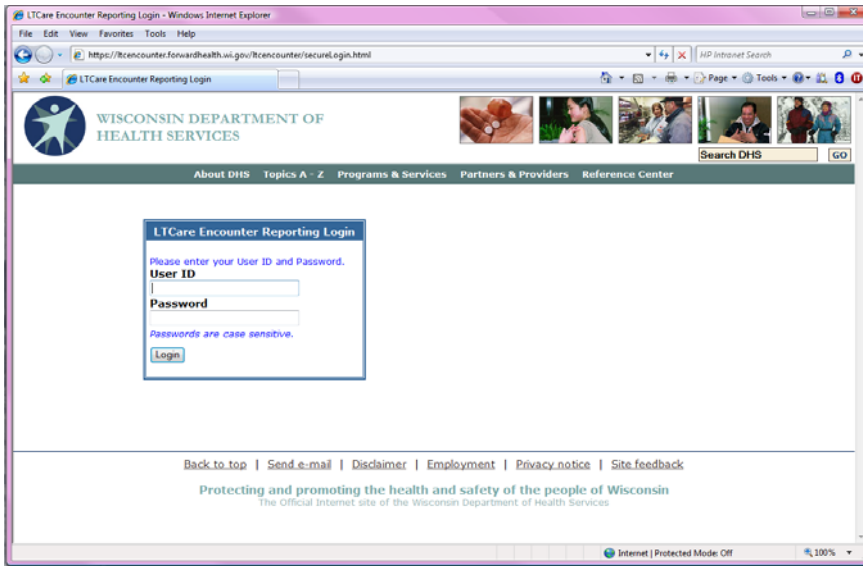 LTCare Encounter Reporting Login - Windows Internet Explorer
File Edit View Favorites Tools Help
https://ltcencounter.forwardhealth.wi.gov/ltcencounter/secureLogin.html
HP Intranet Search
LTCare Encounter Reporting Login
Page Tools
WISCONSIN DEPARTMENT OF
HEALTH SERVICES
Search DHS GO
About DHS Topics A - Z Programs & Services Partners & Providers Reference Center
LTCare Encounter Reporting Login
Please enter your User ID and Password.
User ID
Password
Passwords are case sensitive.
Login
Back to top | Send e-mail | Disclaimer | Employment | Privacy notice | Site feedback
Protecting and promoting the health and safety of the people of Wisconsin
The Official Internet site of the Wisconsin Department of Health Services
Internet | Protected Mode: Off 100%